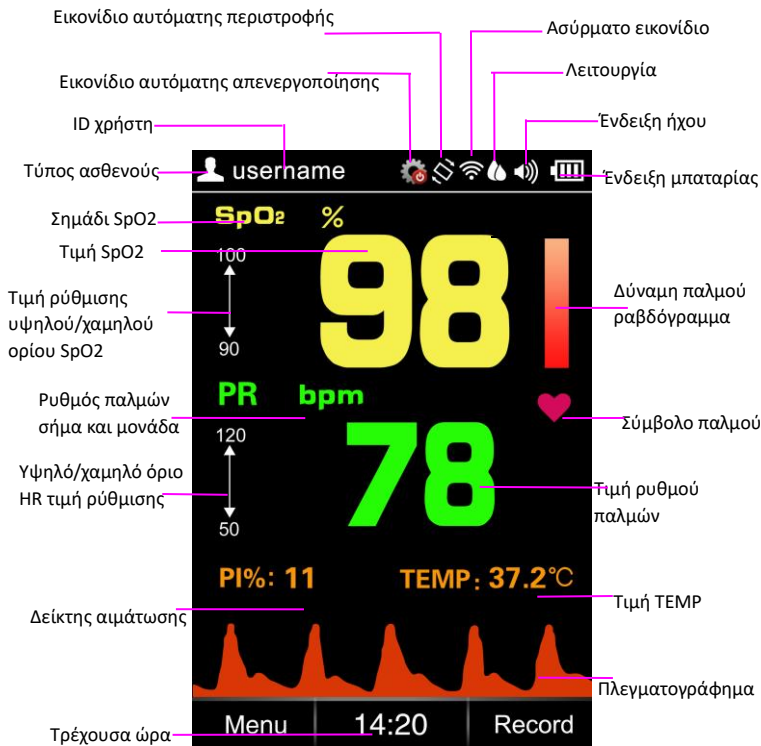 Εικονίδιο αυτόματης περιστροφής
Ασύρματο εικονίδιο
Εικονίδιο αυτόματης απενεργοποίησης
Λειτουργία
ID χρήστη
Ένδειξη ήχου
Τύπος ασθενούς
username
Ένδειξη μπαταρίας
Σημάδι SpO2
SpO₂ %
Τιμή SpO2
100
98
Τιμή ρύθμισης
υψηλού/χαμηλού
ορίου SpO2
90
Δύναμη παλμού
ραβδόγραμμα
PR bpm
Ρυθμός παλμών
σήμα και μονάδα
Σύμβολο παλμού
120
78
Υψηλό/χαμηλό όριο
HR τιμή ρύθμισης
50
Τιμή ρυθμού
παλμών
PI%: 11
TEMP: 37.2℃
Τιμή TEMP
Δείκτης αιμάτωσης
Πλεγματογράφημα
Τρέχουσα ώρα
Menu
14:20
Record